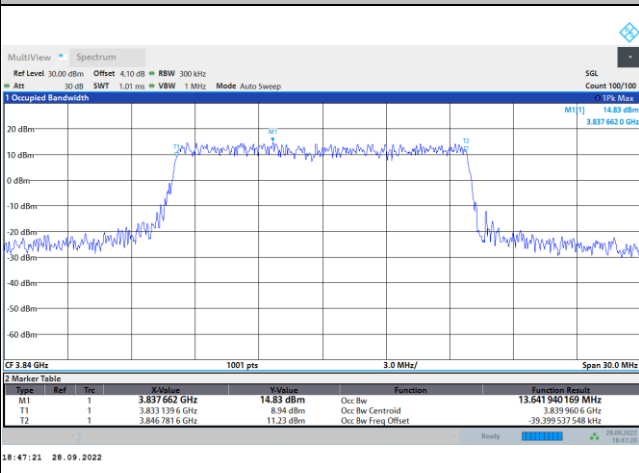 MultiView Spectrum
Ref Level 30.00 dBm Offset 4.10 dB RBW 300 kHz SGL
Att 30 dB SWT 1.01 ms VBW 1 MHz Mode Auto Sweep Count 100/100
1 Occupied Bandwidth 1Pk Max
M1[1] 14.83 dBm
3.837 662 0 GHz
M1
T1
T2
20 dBm
10 dBm
0 dBm
-10 dBm
-20 dBm
-30 dBm
-40 dBm
-50 dBm
-60 dBm
CF 3.84 GHz 1001 pts 3.0 MHz/ Span 30.0 MHz
2 Marker Table
Type Ref Trc X-Value Y-Value Function Function Result
M1 1 3.837 662 GHz 14.83 dBm Occ Bw 13.641 940 169 MHz
T1 1 3.833 139 6 GHz 8.94 dBm Occ Bw Centroid 3.839 960 6 GHz
T2 1 3.846 781 6 GHz 11.23 dBm Occ Bw Freq Offset -39.399 537 548 kHz
Ready 28.09.2022
18:47:20
18:47:21 28.09.2022